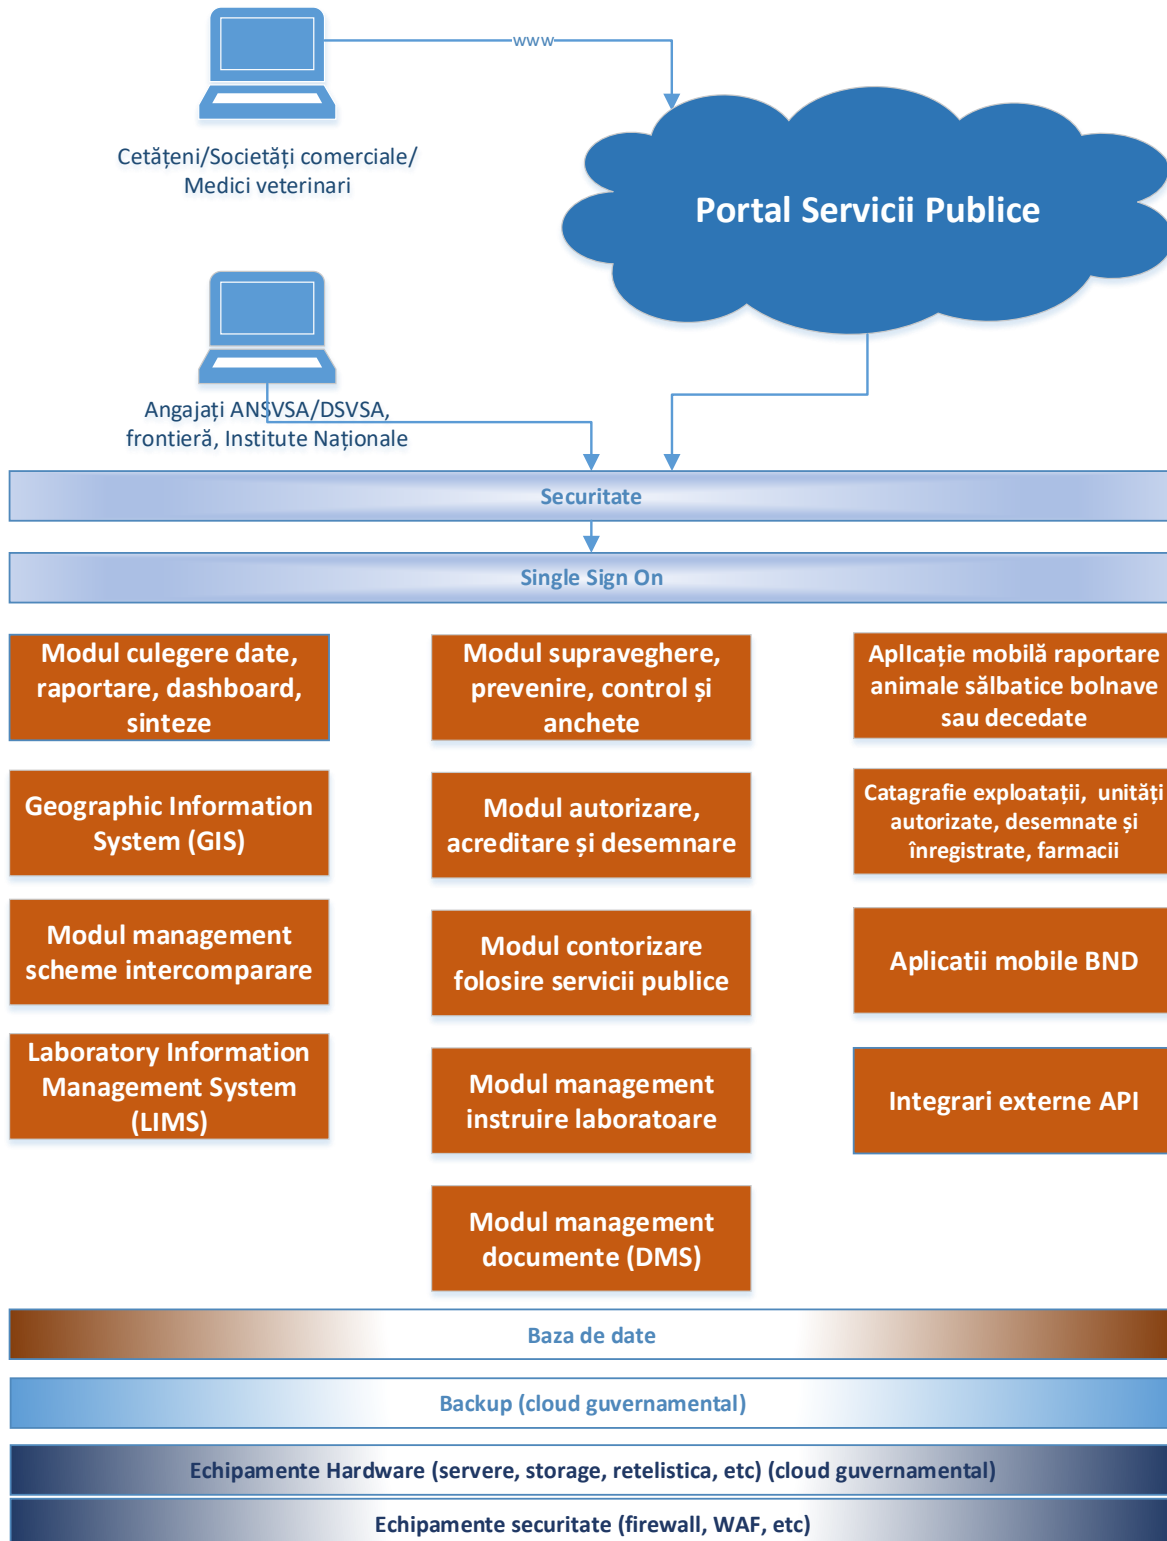 www
Cetățeni/Societăți comerciale/
Medici veterinari
Portal Servicii Publice
Angajați ANSVSA/DSVSA,
frontieră, Institute Naționale
Securitate
Single Sign On
Modul culegere date,
raportare, dashboard,
sinteze
Modul supraveghere,
prevenire, control și
anchete
AplIcație mobilă raportare
animale sălbatice bolnave
sau decedate
Geographic Information
System (GIS)
Modul autorizare,
acreditare și desemnare
Catagrafie exploatații, unități
autorizate, desemnate și
înregistrate, farmacii
Modul management
scheme intercomparare
Modul contorizare
folosire servicii publice
Aplicatii mobile BND
Laboratory Information
Management System
(LIMS)
Modul management
instruire laboratoare
Integrari externe API
Modul management
documente (DMS)
Baza de date
Backup (cloud guvernamental)
Echipamente Hardware (servere, storage, retelistica, etc) (cloud guvernamental)
Echipamente securitate (firewall, WAF, etc)